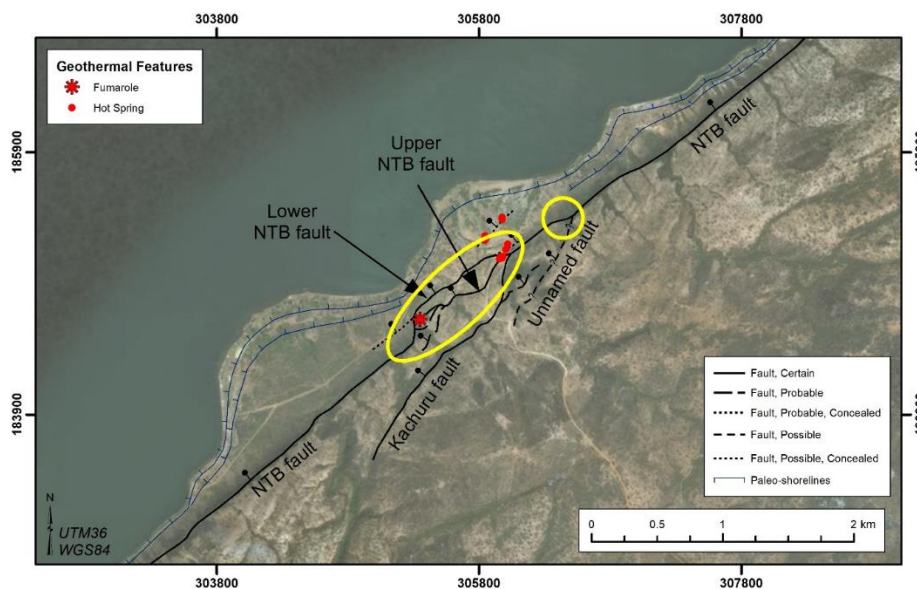 303800
305800
307800
Geothermal Features
Fumarole
Hot Spring
185900
Upper
NTB fault
NTB fault
Lower
NTB fault
Unnamed fault
183900
Kachuru fault
NTB fault
Fault, Certain
Fault, Probable
Fault, Probable, Concealed
Fault, Possible
Fault, Possible, Concealed
Paleo-shorelines
N
UTM36
WGS84
0
0.5
1
2 km
303800
305800
307800